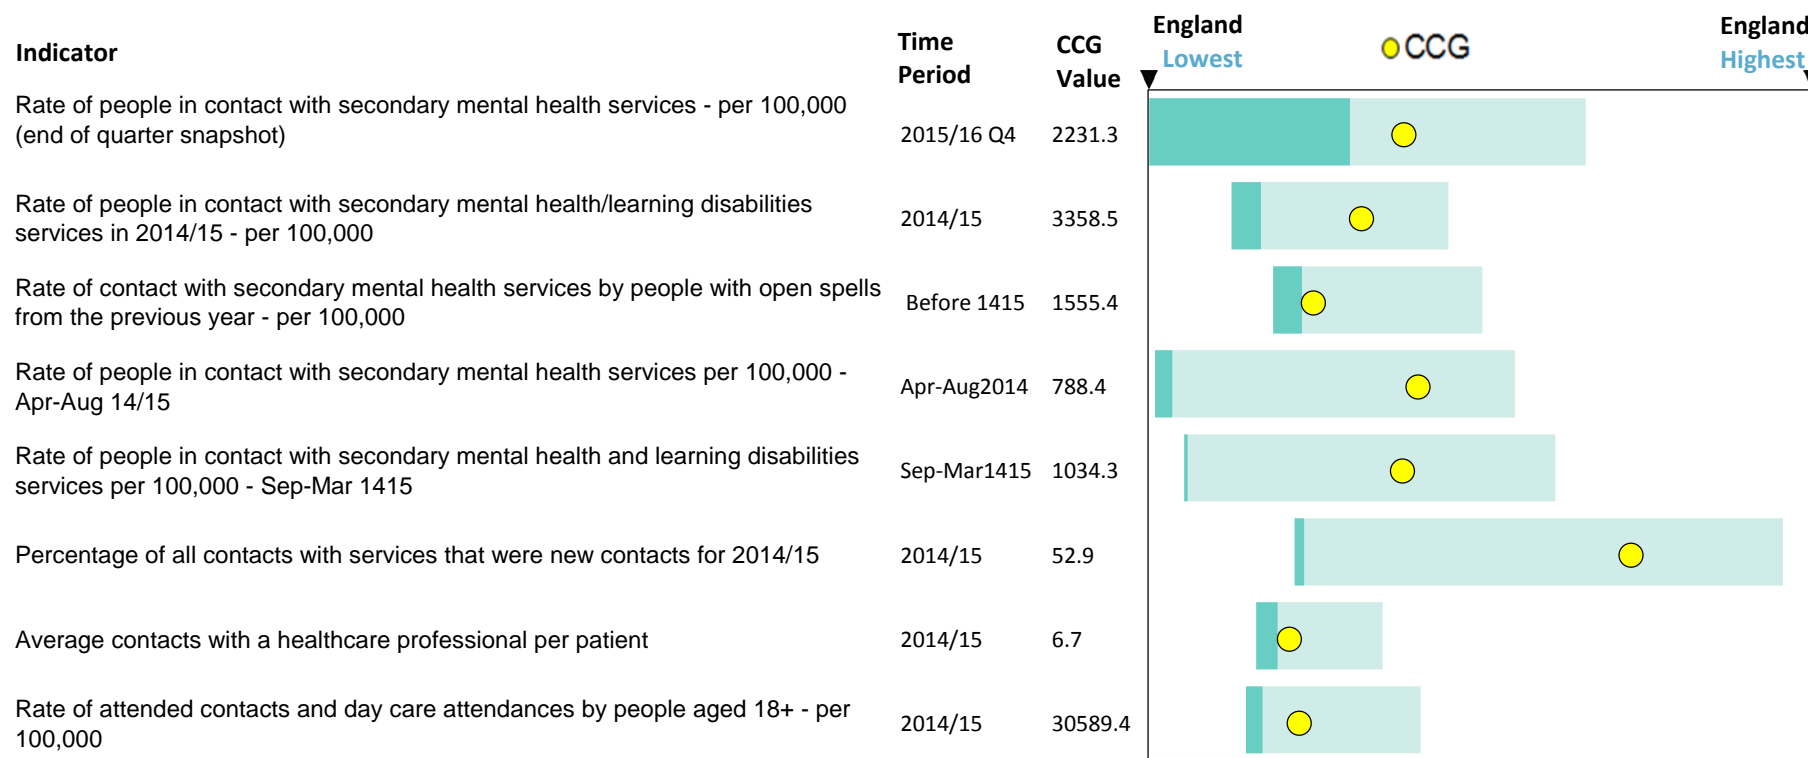 Indicator
Time
Period
CCG
Value
England
Lowest
CCG
England
Highest
Rate of people in contact with secondary mental health services - per 100,000
(end of quarter snapshot)
2015/16 Q4
2231.3
Rate of people in contact with secondary mental health/learning disabilities
services in 2014/15 - per 100,000
2014/15
3358.5
Rate of contact with secondary mental health services by people with open spells
from the previous year - per 100,000
Before 1415
1555.4
Rate of people in contact with secondary mental health services per 100,000 -
Apr-Aug 14/15
Apr-Aug2014
788.4
Rate of people in contact with secondary mental health and learning disabilities
services per 100,000 - Sep-Mar 1415
Sep-Mar1415
1034.3
Percentage of all contacts with services that were new contacts for 2014/15
2014/15
52.9
Average contacts with a healthcare professional per patient
2014/15
6.7
Rate of attended contacts and day care attendances by people aged 18+ - per
100,000
2014/15
30589.4